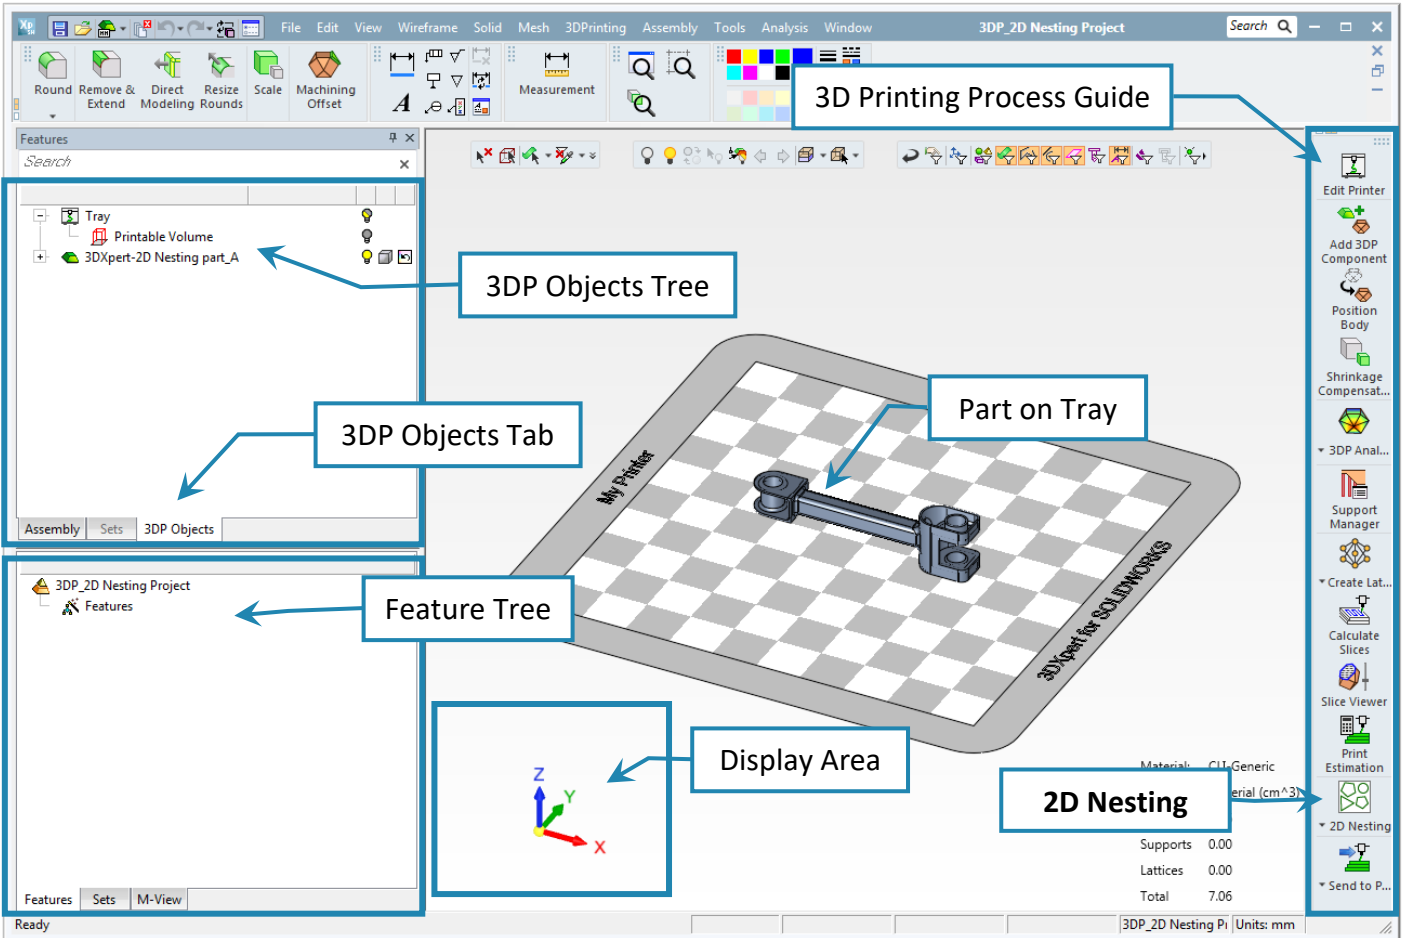 Xp
SH
File Edit View Wireframe Solid Mesh 3DPrinting Assembly Tools Analysis Window
3DP_2D Nesting Project
Search
Round
Remove & Extend
Direct Modeling
Resize Rounds
Scale
Machining Offset
A
Measurement
3D Printing Process Guide
Features
Search
Tray
Printable Volume
3DXpert-2D Nesting part_A
3DP Objects Tree
3DP Objects Tab
Assembly Sets 3DP Objects
3DP_2D Nesting Project
Features
Feature Tree
Features Sets M-View
Part on Tray
My Printer
3DXpert for SOLIDWORKS
Display Area
Z
Y
X
Material: CLI-Generic
erial (cm^3)
Supports 0.00
Lattices 0.00
Total 7.06
2D Nesting
Edit Printer
Add 3DP
Component
Position
Body
Shrinkage
Compensat...
3DP Anal...
Support
Manager
Create Lat...
Calculate
Slices
Slice Viewer
Print
Estimation
2D Nesting
Send to P...
Ready
3DP_2D Nesting P
Units: mm